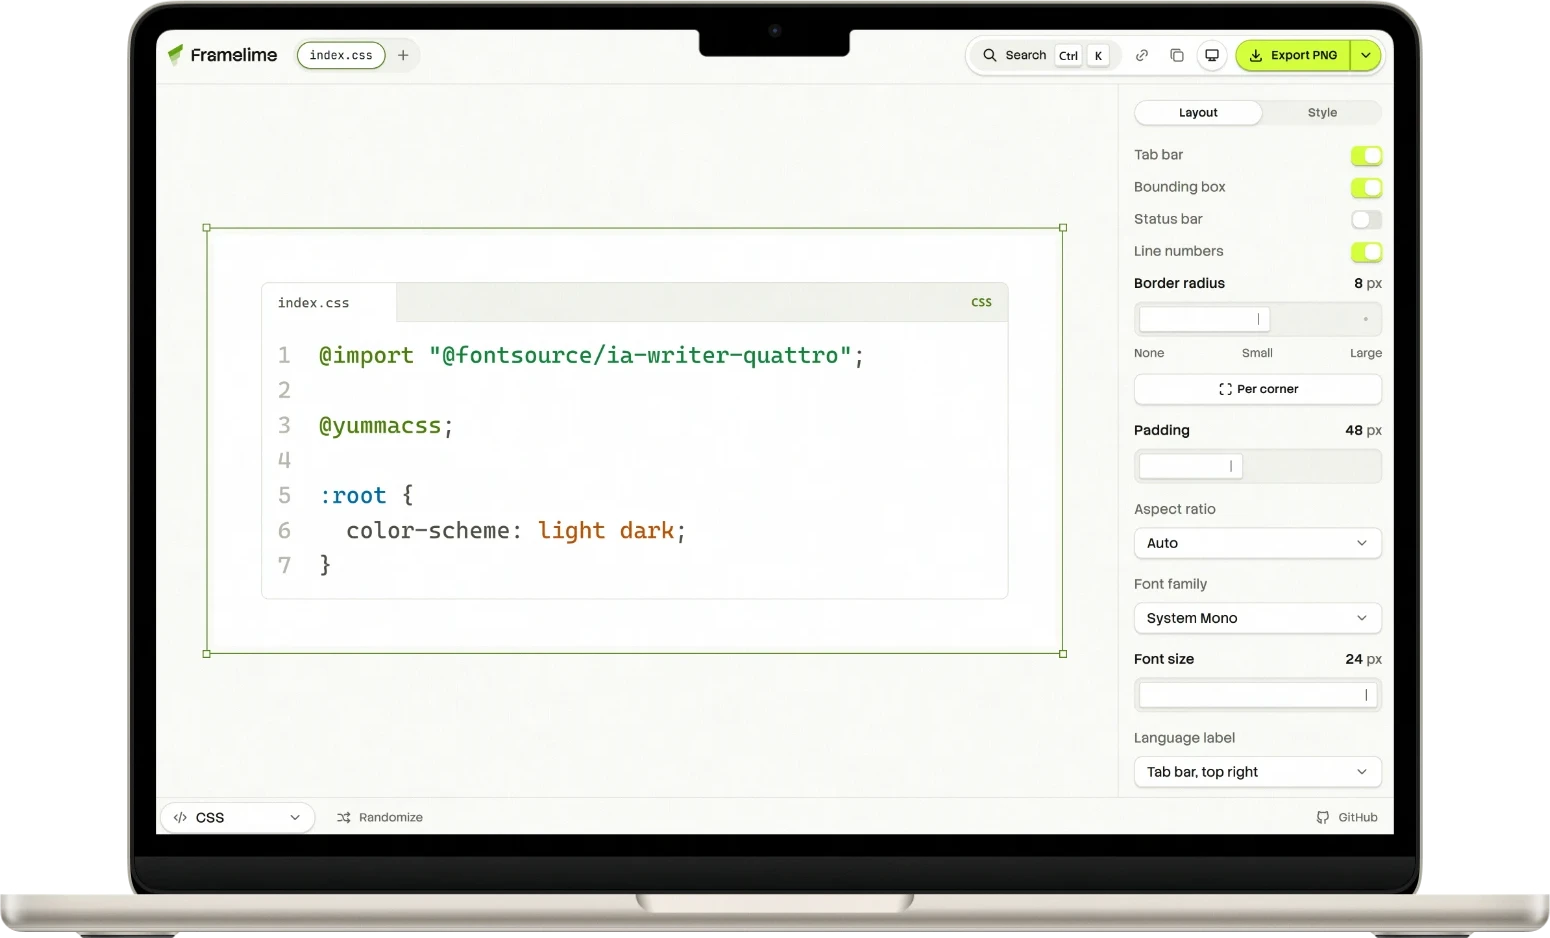 Framelime
index.css
Search Ctrl K
Export PNG
Layout Style
Tab bar
Bounding box
Status bar
Line numbers
Border radius 8 px
None Small Large
Per corner
Padding 48 px
Aspect ratio
Auto
Font family
System Mono
Font size 24 px
Language label
Tab bar, top right
index.css CSS
1 @import "@fontsource/ia-writer-quattro";
2
3 @yummacss;
4
5 :root {
6   color-scheme: light dark;
7 }
CSS Randomize GitHub